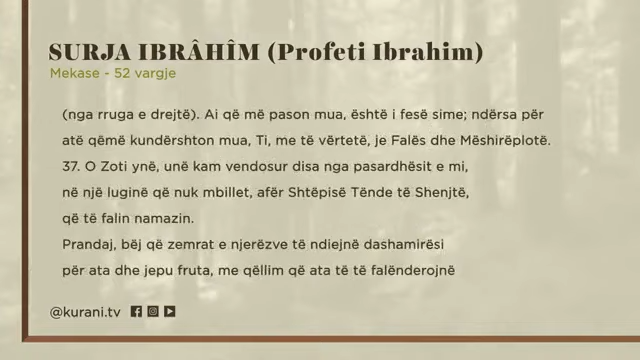 SURJA IBRÂHÎM (Profeti Ibrahim)
Mekase - 52 vargje
(nga rruga e drejtë). Ai që më pason mua, është i fesë sime; ndërsa për
atë qëmë kundërshton mua, Ti, me të vërtetë, je Falës dhe Mëshirëplotë.
37. O Zoti ynë, unë kam vendosur disa nga pasardhësit e mi,
në një luginë që nuk mbillet, afër Shtëpisë Tënde të Shenjtë,
që të falin namazin.
Prandaj, bëj që zemrat e njerëzve të ndiejnë dashamirësi
për ata dhe jepu fruta, me qëllim që ata të të falënderojnë
@kurani.tv